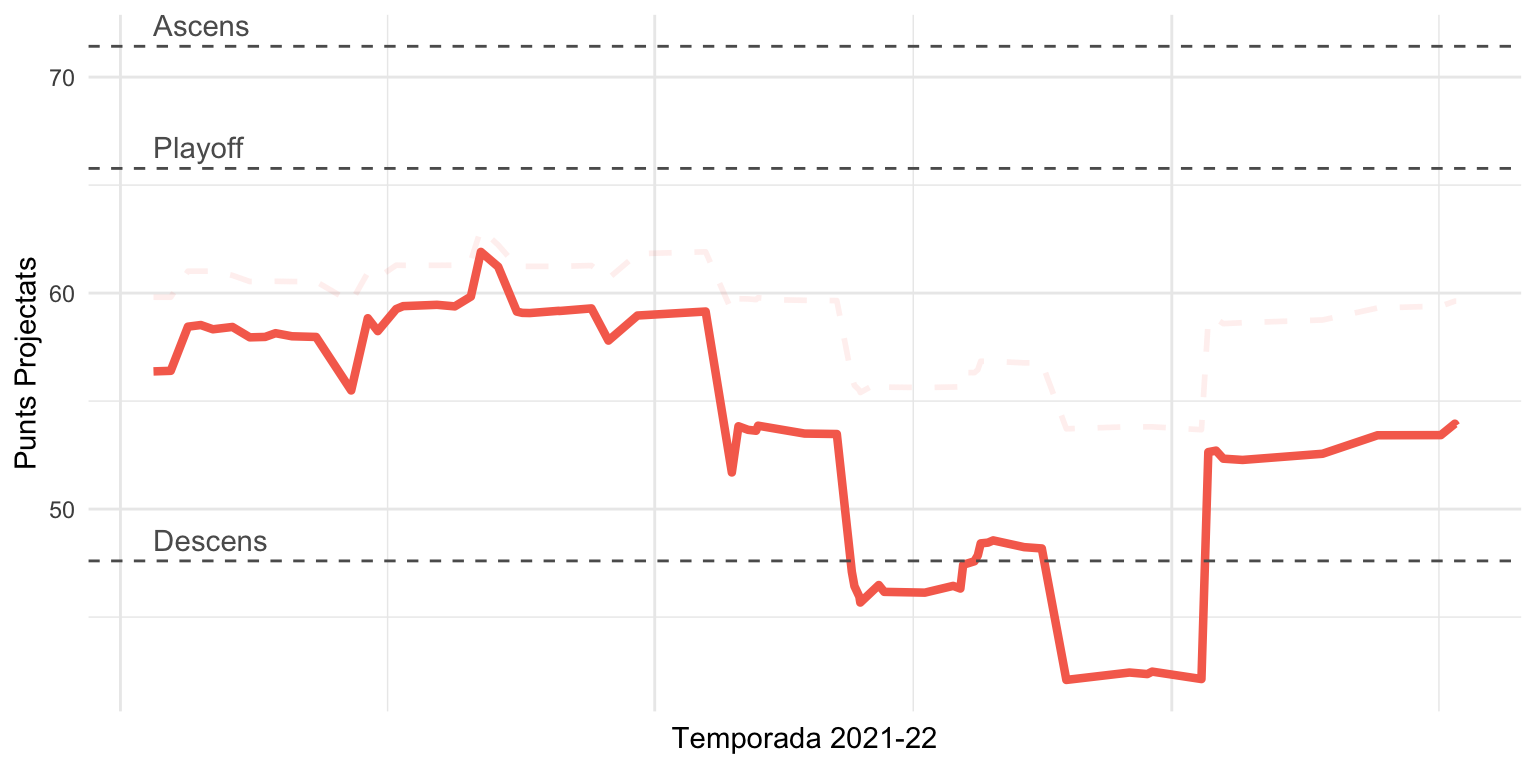 Ascens
70
Playoff
60
50
Descens
Punts Projectats
Temporada 2021-22